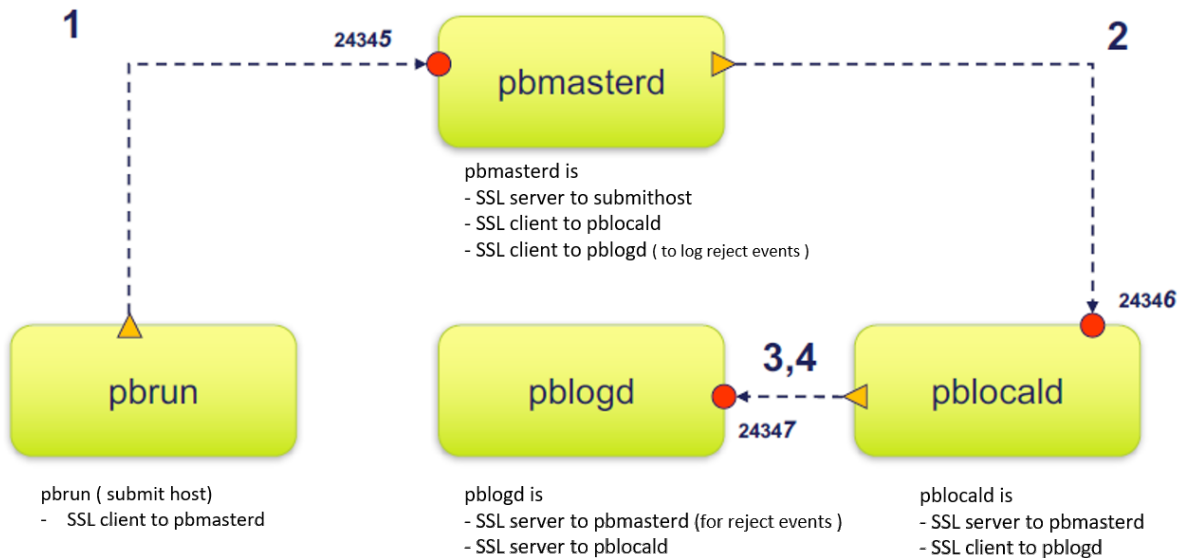 1
24345
pbmasterd
2
pbmasterd is
- SSL server to submithost
- SSL client to pblocald
- SSL client to pblogd ( to log reject events )
24346
pbrun
pblogd
3,4
24347
pblocald
pbrun ( submit host)
- SSL client to pbmasterd
pblogd is
- SSL server to pbmasterd (for reject events )
- SSL server to pblocald
pblocald is
- SSL server to pbmasterd
- SSL client to pblogd